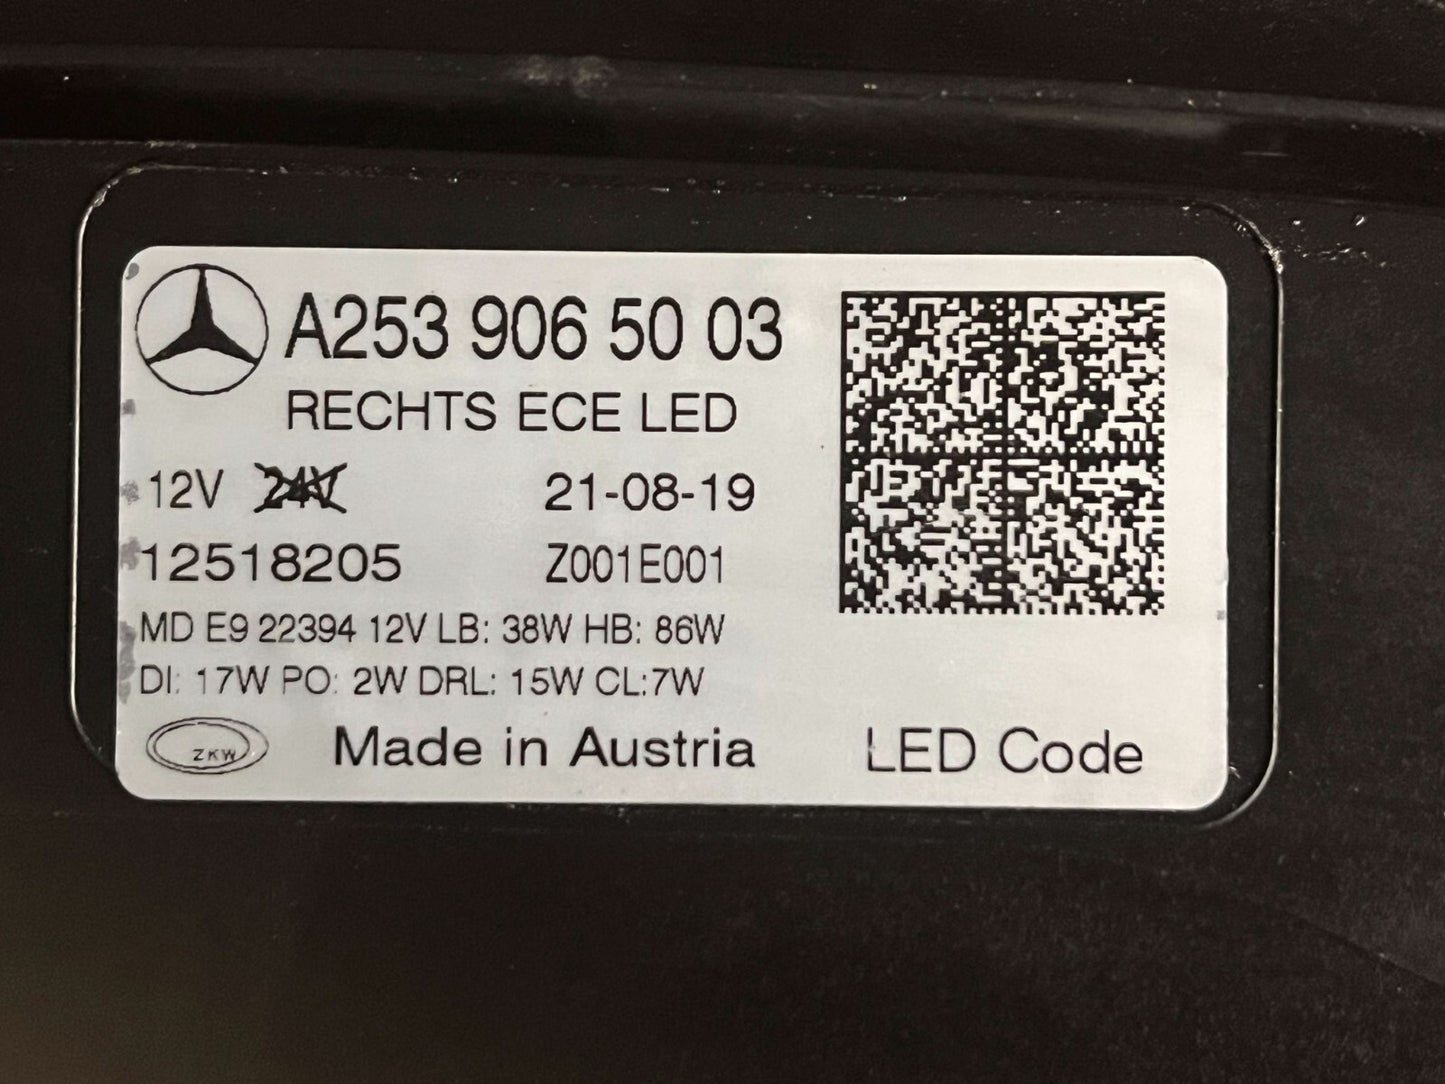 A253 906 50 03
RECHTS ECE LED
12V 24V 21-08-19
12518205 Z001E001
MD E9 22394 12V LB: 38W HB: 86W
DI: 17W PO: 2W DRL: 15W CL:7W
ZKW Made in Austria LED Code